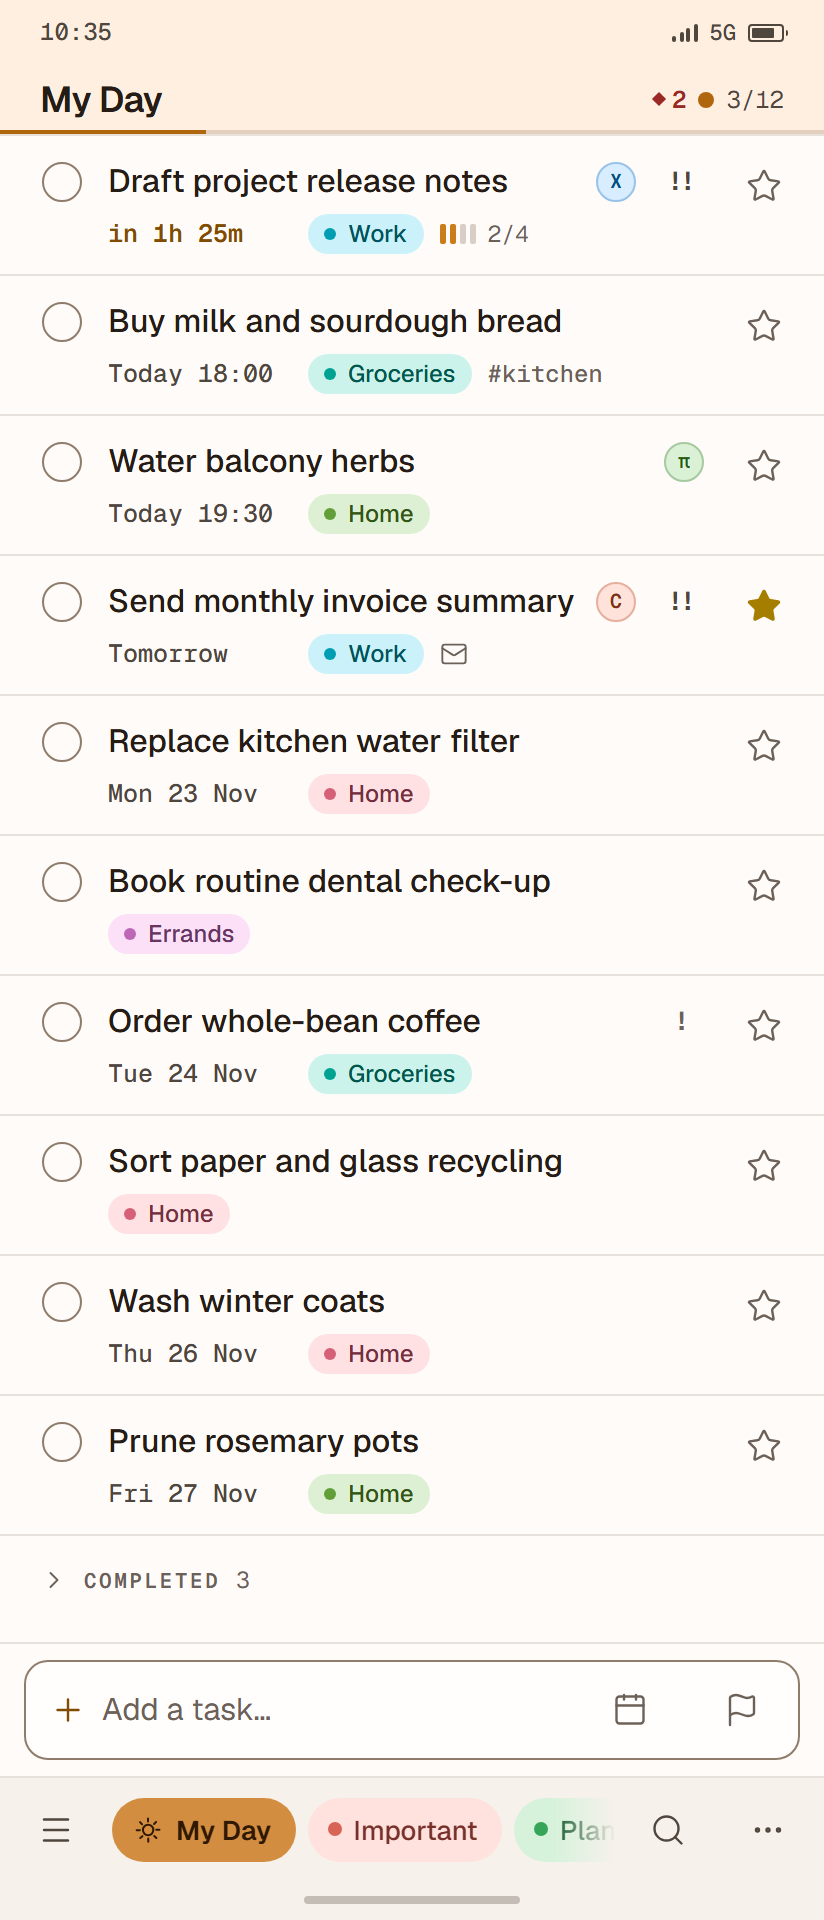 10:35 5G
My Day 2 3/12
Draft project release notes X !!
in 1h 25m Work 2/4
Buy milk and sourdough bread
Today 18:00 Groceries #kitchen
Water balcony herbs π
Today 19:30 Home
Send monthly invoice summary C !!
Tomorrow Work
Replace kitchen water filter
Mon 23 Nov Home
Book routine dental check-up
Errands
Order whole-bean coffee !
Tue 24 Nov Groceries
Sort paper and glass recycling
Home
Wash winter coats
Thu 26 Nov Home
Prune rosemary pots
Fri 27 Nov Home
COMPLETED 3
Add a task…
My Day Important Plan